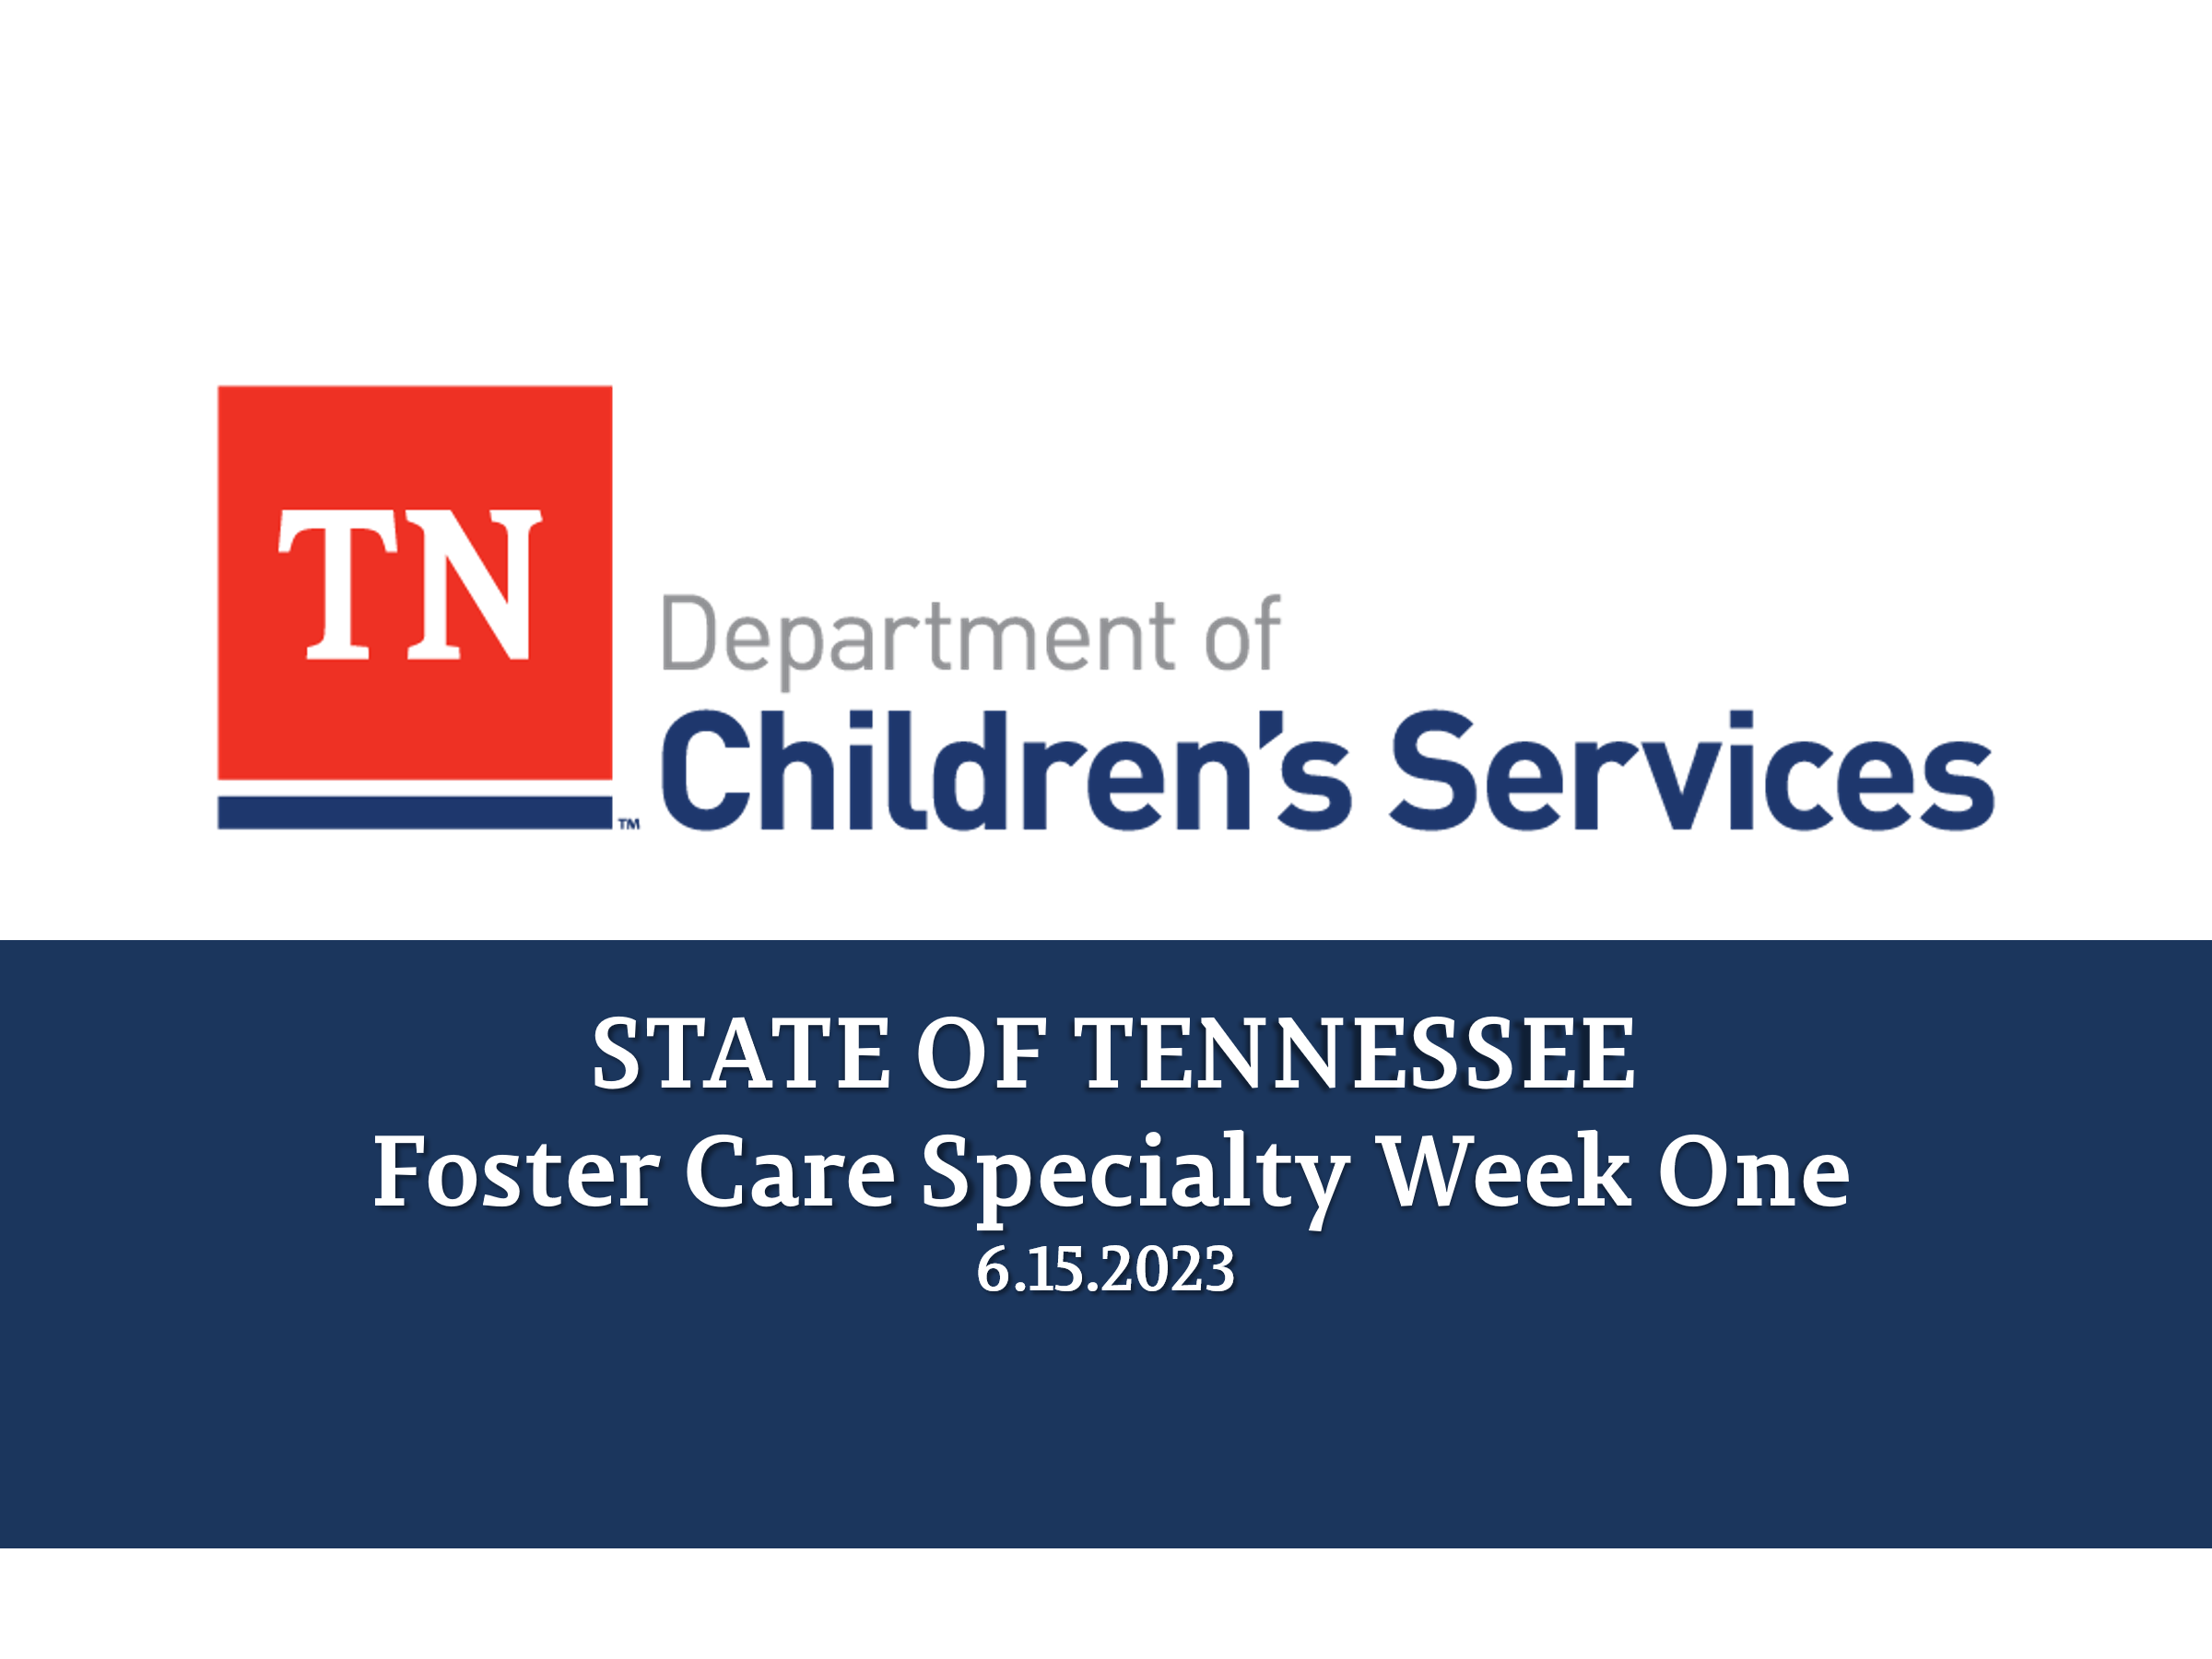 TN
Department of
Children's Services
TM
STATE OF TENNESSEE
Foster Care Specialty Week One
6.15.2023